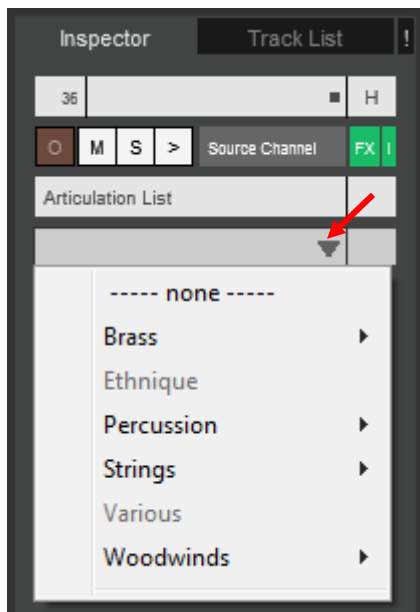 Inspector Track List !
36 H
O M S > Source Channel FX I
Articulation List
----- none -----
Brass
Ethnique
Percussion
Strings
Various
Woodwinds